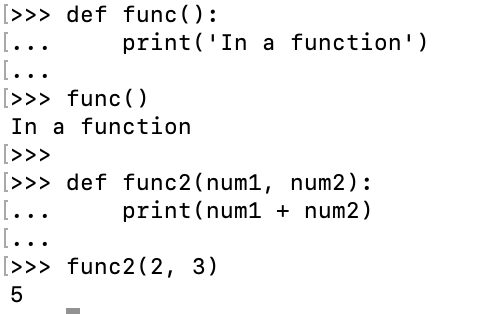 >>> def func():
...     print('In a function')
...
>>> func()
In a function
>>>
>>> def func2(num1, num2):
...     print(num1 + num2)
...
>>> func2(2, 3)
5